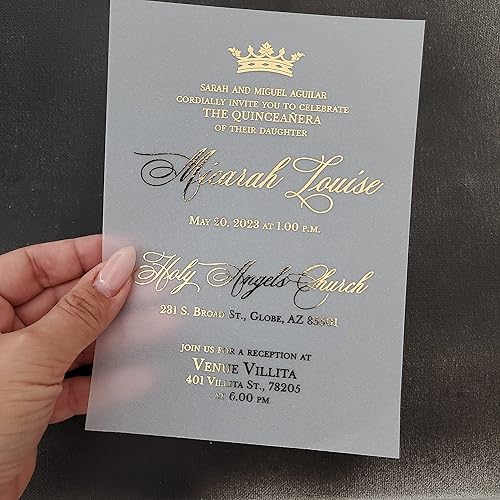 SARAH AND MIGUEL AGUILAR
CORDIALLY INVITE YOU TO CELEBRATE
THE QUINCEAÑERA
OF THEIR DAUGHTER
Micarah Louise
MAY 20, 2023 AT 1.00 P.M.
Holy Angels Church
231 S. BROAD ST., GLOBE, AZ 85501
JOIN US FOR A RECEPTION AT
VENUE VILLITA
401 VILLITA ST., 78205
AT 6.00 PM